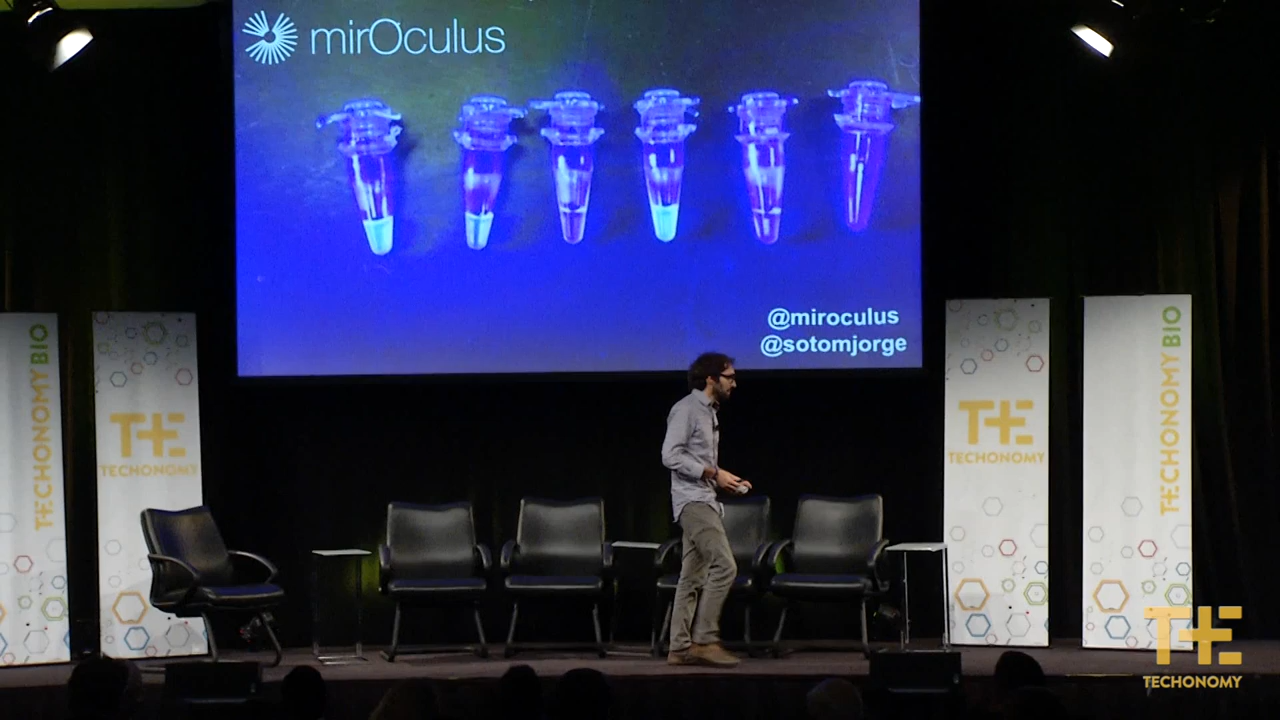 mirOculus
@miroculus
@sotomjorge
TECHONOMY BIO
T+E
TECHONOMY
T+E
TECHONOMY
TECHONOMY BIO
T+E
TECHONOMY